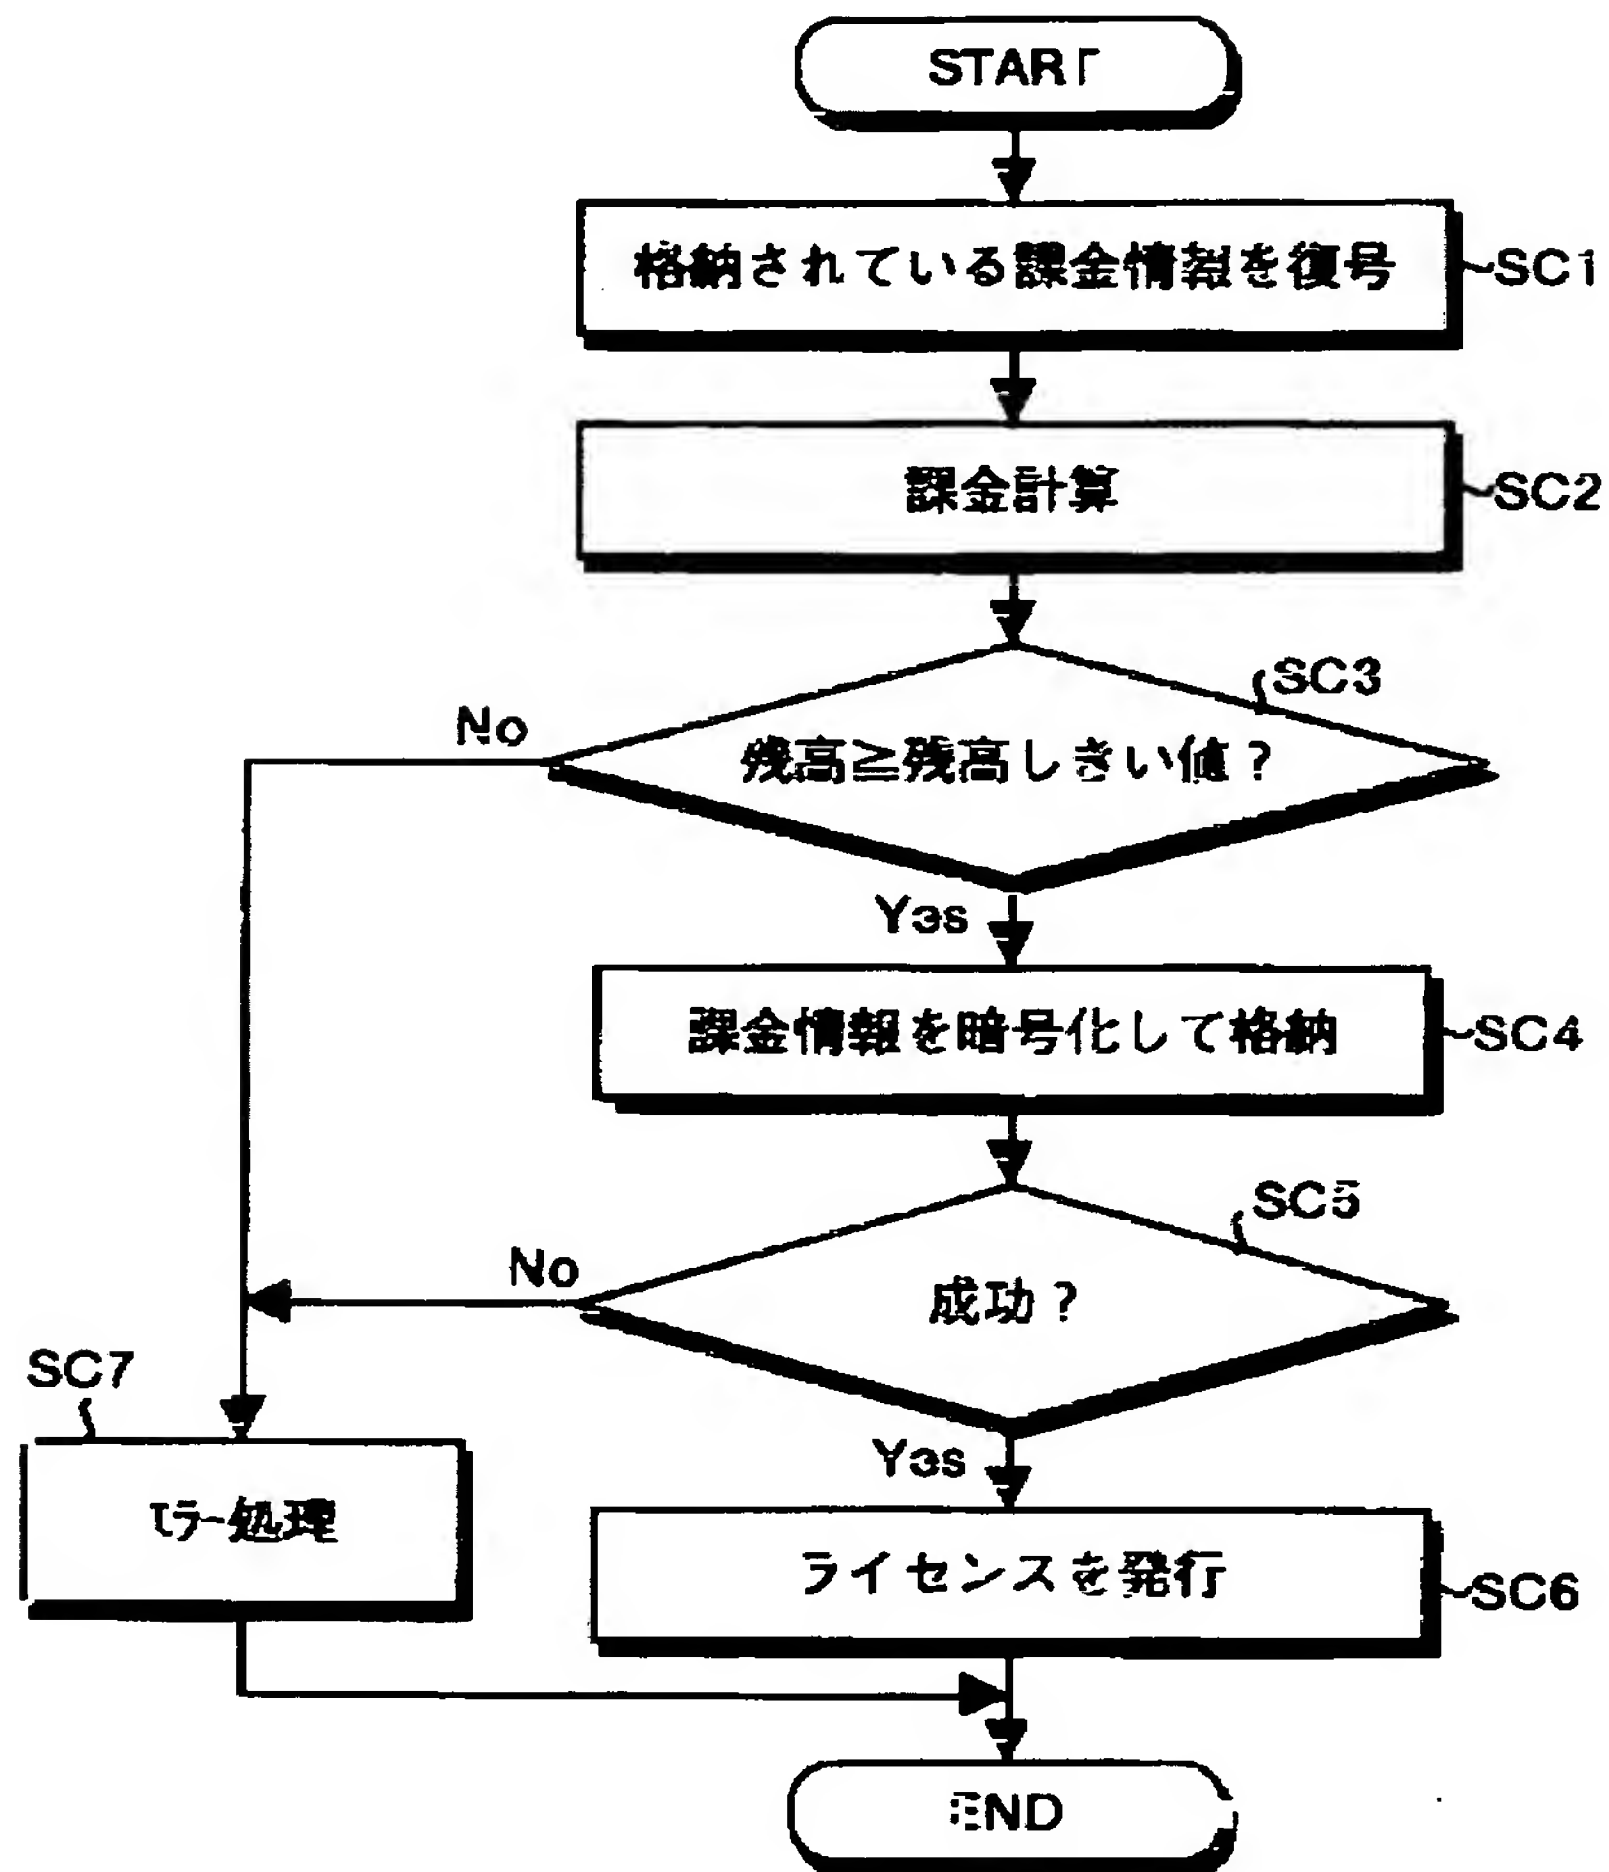 START
格納されている課金情報を復号
SC1
課金計算
SC2
SC3
No
残高≧残高しきい値？
Yes
課金情報を暗号化して格納
SC4
SC5
No
成功？
SC7
Yes
エラー処理
ライセンスを発行
SC6
END